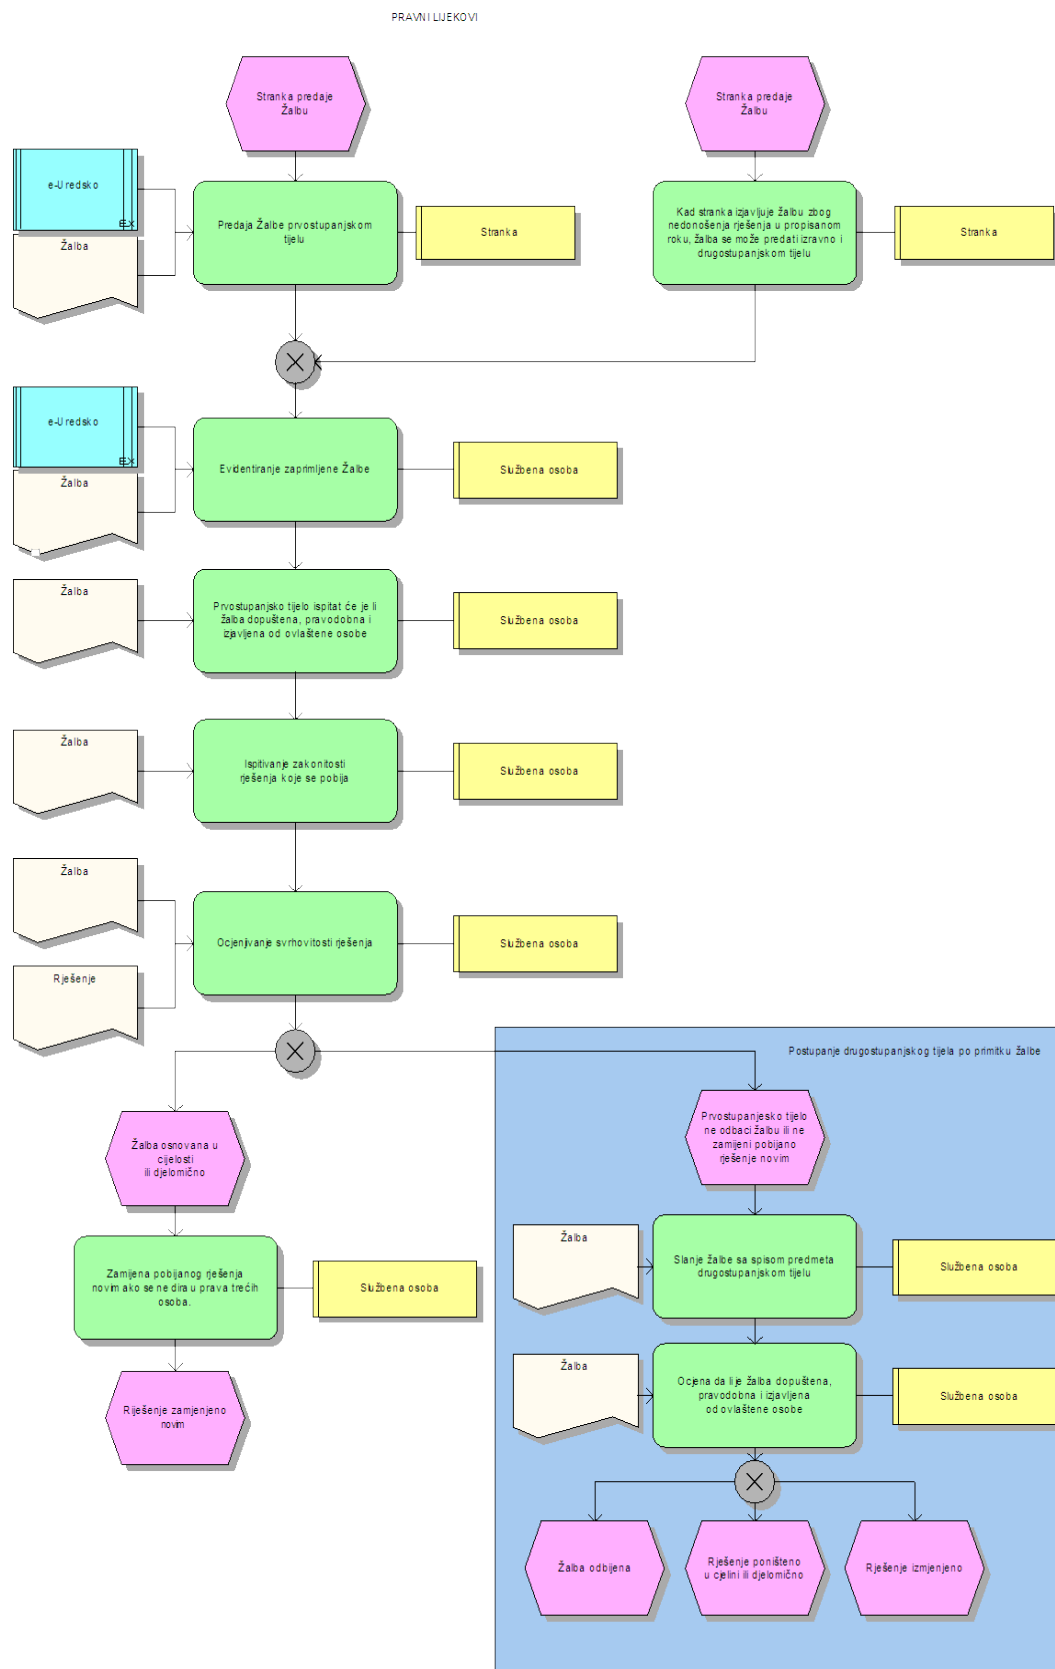 PRAVNI LIJEKOVI
Stranka predaje
Žalbu
Stranka predaje
Žalbu
e-Uredsko
EX
Žalba
Predaja Žalbe prvostupanjskom
tijelu
Stranka
Kad stranka izjavljuje žalbu zbog
nedonošenja rješenja u propisanom
roku, žalba se može predati izravno i
drugostupanjskom tijelu
Stranka
e-Uredsko
EX
Žalba
Evidentiranje zaprimljene Žalbe
Službena osoba
Žalba
Prvostupanjsko tijelo ispitat će je li
žalba dopuštena, pravodobna i
izjavljena od ovlaštene osobe
Službena osoba
Žalba
Ispitivanje zakonitosti
rješenja koje se pobija
Službena osoba
Žalba
Rješenje
Ocjenjivanje svrhovitosti rješenja
Službena osoba
Postupanje drugostupanjskog tijela po primitku žalbe
Žalba osnovana u
cijelosti
ili djelomično
Prvostupanjesko tijelo
ne odbaci žalbu ili ne
zamijeni pobijano
rješenje novim
Zamijena pobijanog rješenja
novim ako se ne dira u prava trećih
osoba.
Službena osoba
Žalba
Slanje žalbe sa spisom predmeta
drugostupanjskom tijelu
Službena osoba
Riješenje zamjenjeno
novim
Žalba
Ocjena da li je žalba dopuštena,
pravodobna i izjavljena
od ovlaštene osobe
Službena osoba
Žalba odbijena
Rješenje poništeno
u cjelini ili djelomično
Rješenje izmjenjeno